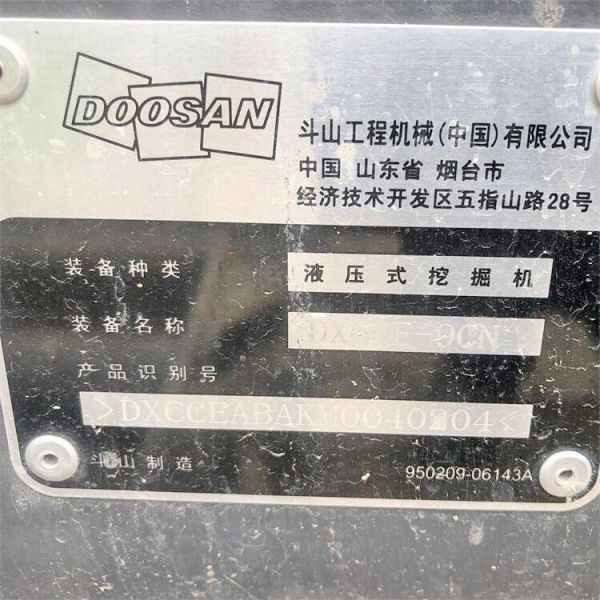 DOOSAN
斗山工程机械(中国)有限公司
中国 山东省 烟台市
经济技术开发区五指山路28号
装备种类 液压式挖掘机
装备名称
产品识别号
>DXCCEABAKM0040204<
斗山制造
950209-06143A